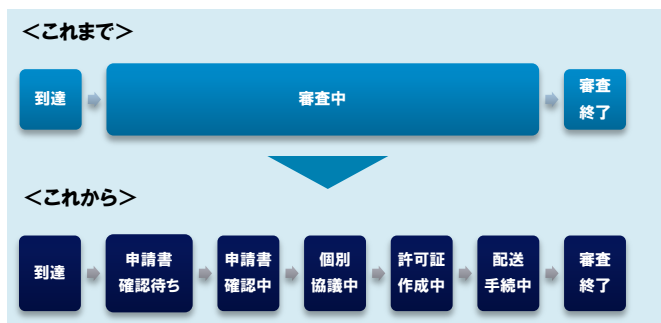 ＜これまで＞
到達
審査中
審査
終了
＜これから＞
到達
申請書
確認待ち
申請書
確認中
個別
協議中
許可証
作成中
配送
手続中
審査
終了